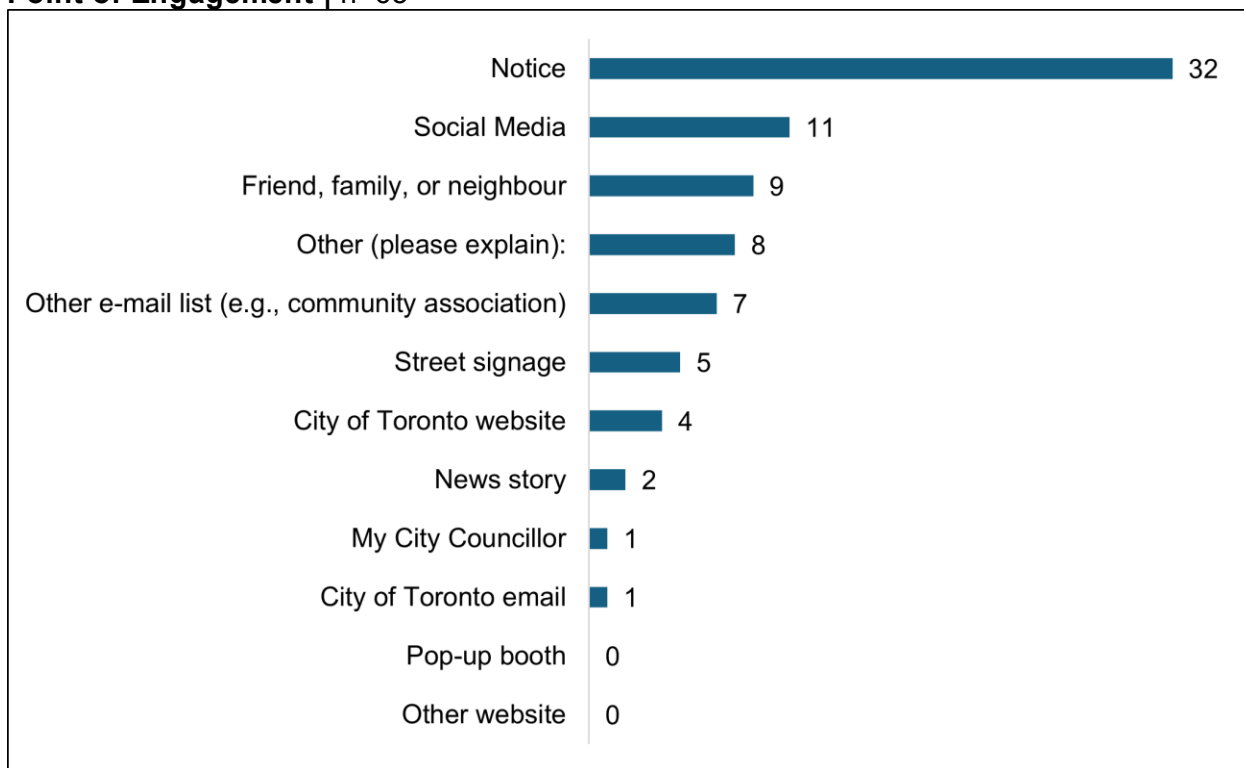 Notice 32
Social Media 11
Friend, family, or neighbour 9
Other (please explain): 8
Other e-mail list (e.g., community association) 7
Street signage 5
City of Toronto website 4
News story 2
My City Councillor 1
City of Toronto email 1
Pop-up booth 0
Other website 0